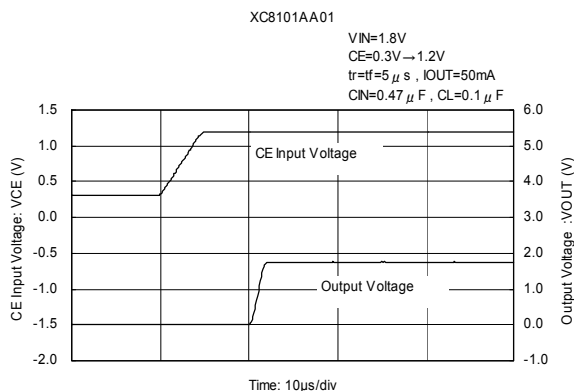 XC8101AA01
VIN=1.8V
CE=0.3V→1.2V
tr=tf=5μs , IOUT=50mA
CIN=0.47μF , CL=0.1μF
CE Input Voltage: VCE (V)
1.5
1.0
0.5
0.0
-0.5
-1.0
-1.5
-2.0
CE Input Voltage
Output Voltage
6.0
5.0
4.0
3.0
2.0
1.0
0.0
-1.0
Output Voltage :VOUT (V)
Time: 10μs/div